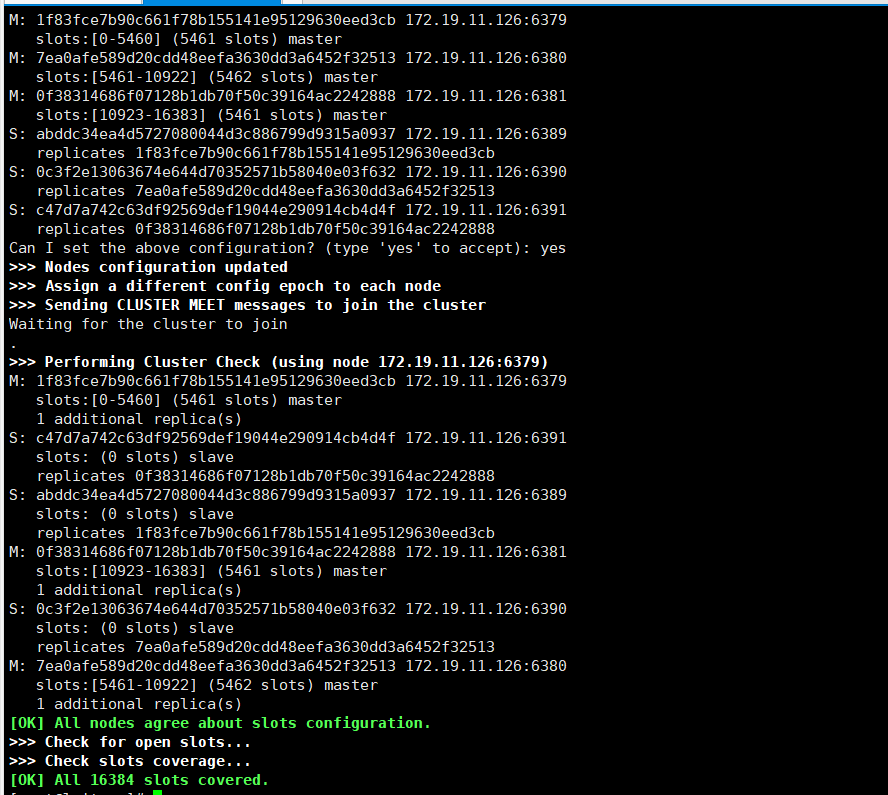 M: 1f83fce7b90c661f78b155141e95129630eed3cb 172.19.11.126:6379
slots:[0-5460] (5461 slots) master
M: 7ea0afe589d20cdd48eefa3630dd3a6452f32513 172.19.11.126:6380
slots:[5461-10922] (5462 slots) master
M: 0f38314686f07128b1db70f50c39164ac2242888 172.19.11.126:6381
slots:[10923-16383] (5461 slots) master
S: abddc34ea4d5727080044d3c886799d9315a0937 172.19.11.126:6389
replicates 1f83fce7b90c661f78b155141e95129630eed3cb
S: 0c3f2e13063674e644d70352571b58040e03f632 172.19.11.126:6390
replicates 7ea0afe589d20cdd48eefa3630dd3a6452f32513
S: c47d7a742c63df92569def19044e290914cb4d4f 172.19.11.126:6391
replicates 0f38314686f07128b1db70f50c39164ac2242888
Can I set the above configuration? (type 'yes' to accept): yes
>>> Nodes configuration updated
>>> Assign a different config epoch to each node
>>> Sending CLUSTER MEET messages to join the cluster
Waiting for the cluster to join
.
>>> Performing Cluster Check (using node 172.19.11.126:6379)
M: 1f83fce7b90c661f78b155141e95129630eed3cb 172.19.11.126:6379
slots:[0-5460] (5461 slots) master
1 additional replica(s)
S: c47d7a742c63df92569def19044e290914cb4d4f 172.19.11.126:6391
slots: (0 slots) slave
replicates 0f38314686f07128b1db70f50c39164ac2242888
S: abddc34ea4d5727080044d3c886799d9315a0937 172.19.11.126:6389
slots: (0 slots) slave
replicates 1f83fce7b90c661f78b155141e95129630eed3cb
M: 0f38314686f07128b1db70f50c39164ac2242888 172.19.11.126:6381
slots:[10923-16383] (5461 slots) master
1 additional replica(s)
S: 0c3f2e13063674e644d70352571b58040e03f632 172.19.11.126:6390
slots: (0 slots) slave
replicates 7ea0afe589d20cdd48eefa3630dd3a6452f32513
M: 7ea0afe589d20cdd48eefa3630dd3a6452f32513 172.19.11.126:6380
slots:[5461-10922] (5462 slots) master
1 additional replica(s)
[OK] All nodes agree about slots configuration.
>>> Check for open slots...
>>> Check slots coverage...
[OK] All 16384 slots covered.